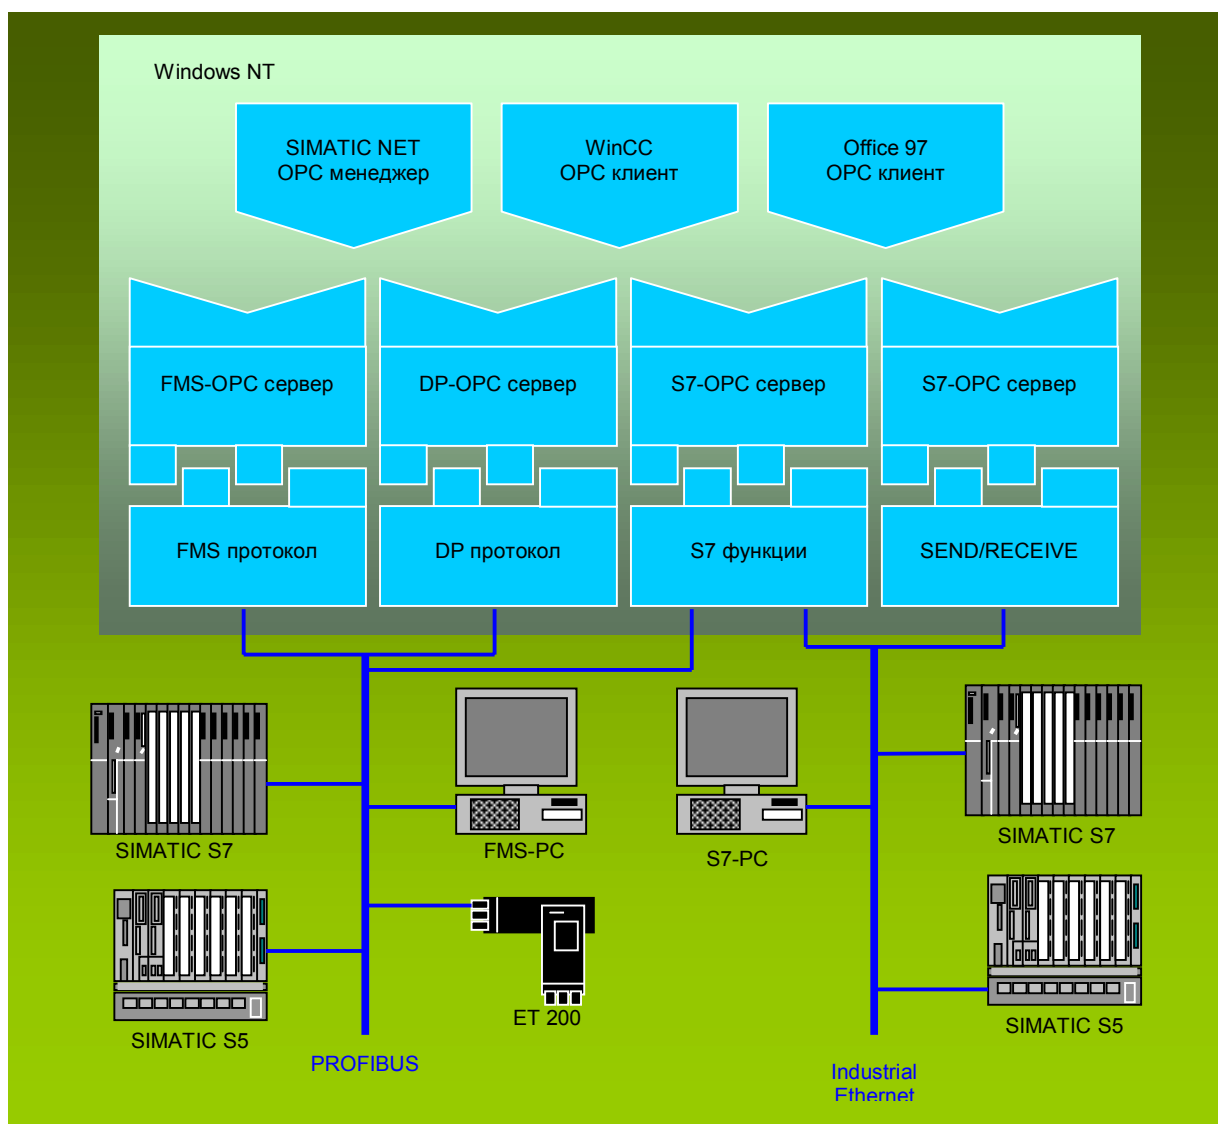 Windows NT
SIMATIC NET
OPC менеджер
WinCC
OPC клиент
Office 97
OPC клиент
FMS-OPC сервер
DP-OPC сервер
S7-OPC сервер
S7-OPC сервер
FMS протокол
DP протокол
S7 функции
SEND/RECEIVE
SIMATIC S7
FMS-PC
S7-PC
SIMATIC S7
SIMATIC S5
ET 200
SIMATIC S5
PROFIBUS
Industrial
Ethernet